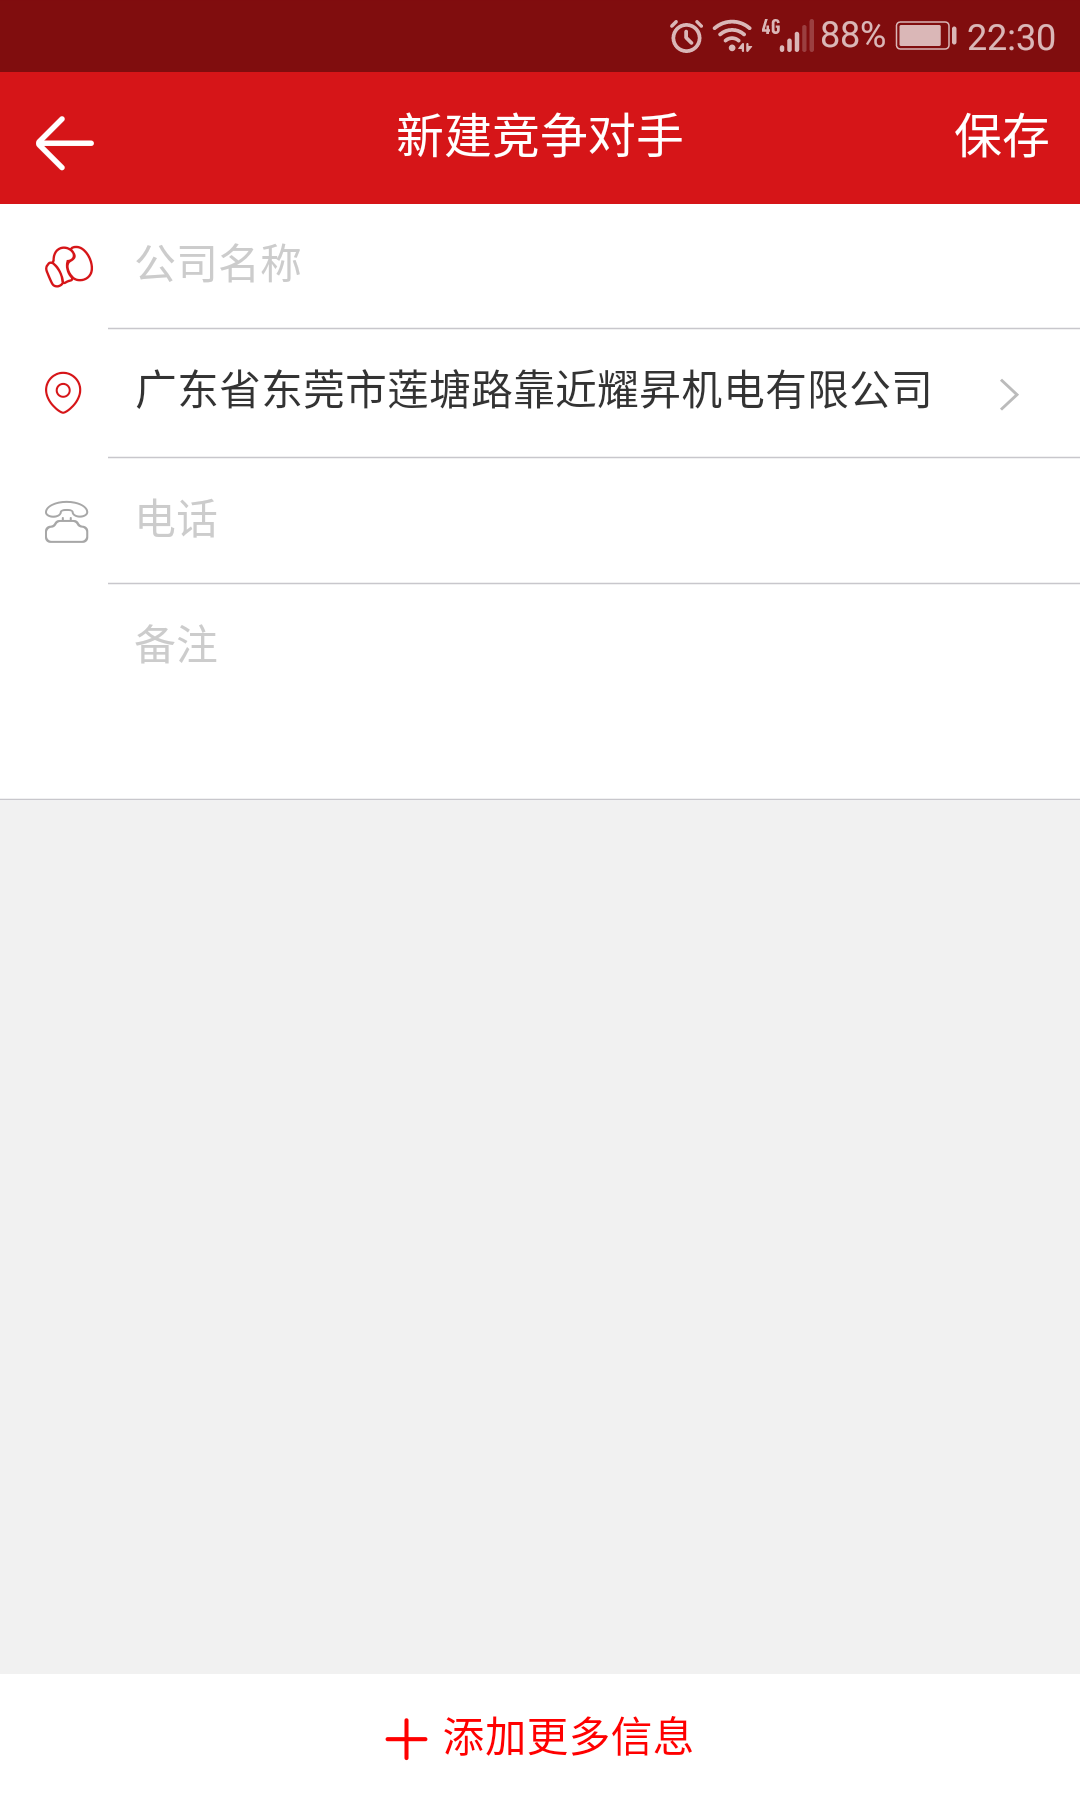 4G 88% 22:30
新建竞争对手 保存
公司名称
广东省东莞市莲塘路靠近耀昇机电有限公司
电话
备注
添加更多信息